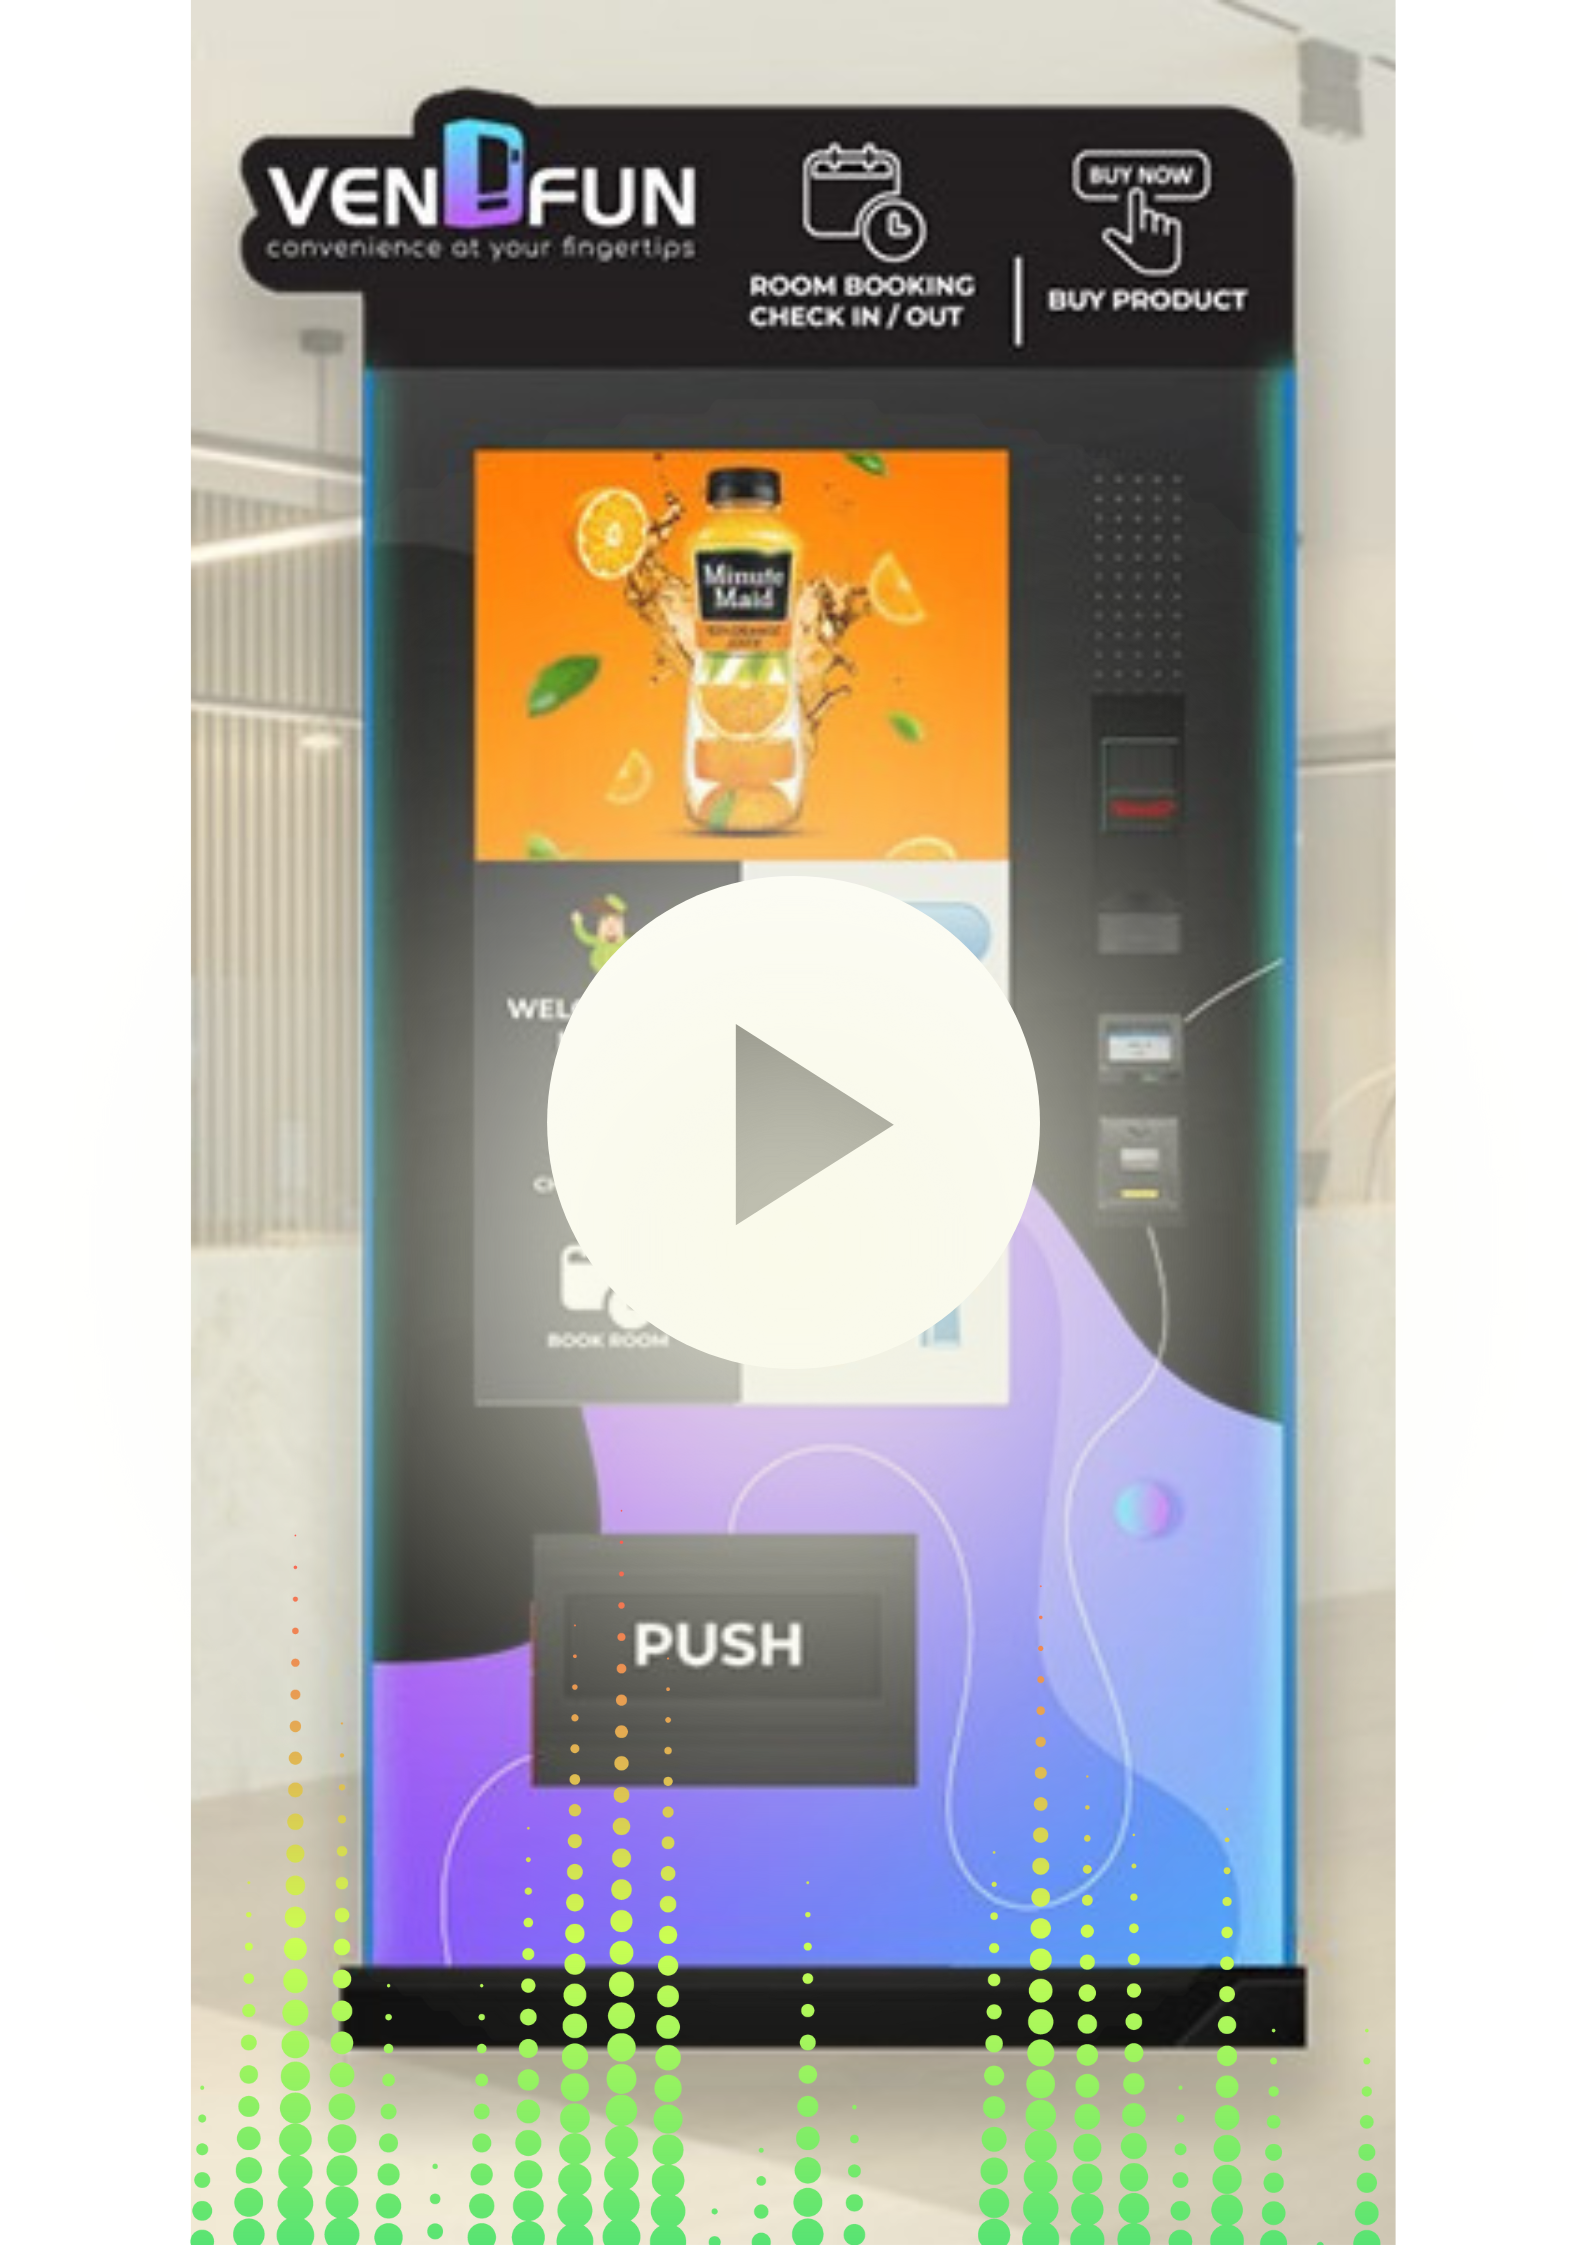 VENDFUN
convenience at your fingertips
ROOM BOOKING
CHECK IN / OUT
BUY NOW
BUY PRODUCT
Minute
Maid
BOOK ROOM
PUSH